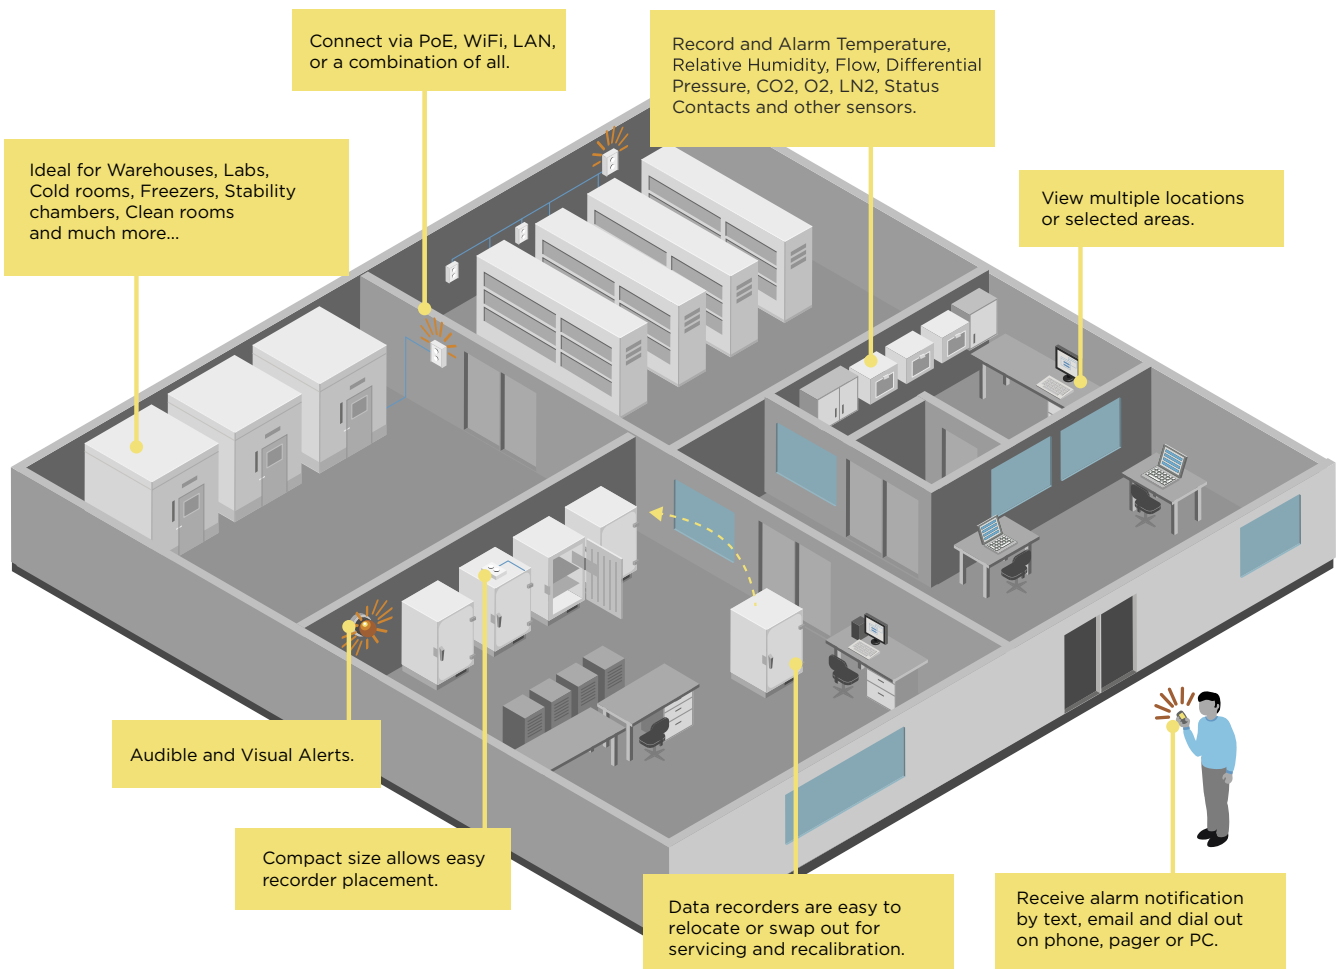 Connect via PoE, WiFi, LAN,
or a combination of all.
Record and Alarm Temperature,
Relative Humidity, Flow, Differential
Pressure, CO2, O2, LN2, Status
Contacts and other sensors.
Ideal for Warehouses, Labs,
Cold rooms, Freezers, Stability
chambers, Clean rooms
and much more...
View multiple locations
or selected areas.
Audible and Visual Alerts.
Compact size allows easy
recorder placement.
Data recorders are easy to
relocate or swap out for
servicing and recalibration.
Receive alarm notification
by text, email and dial out
on phone, pager or PC.